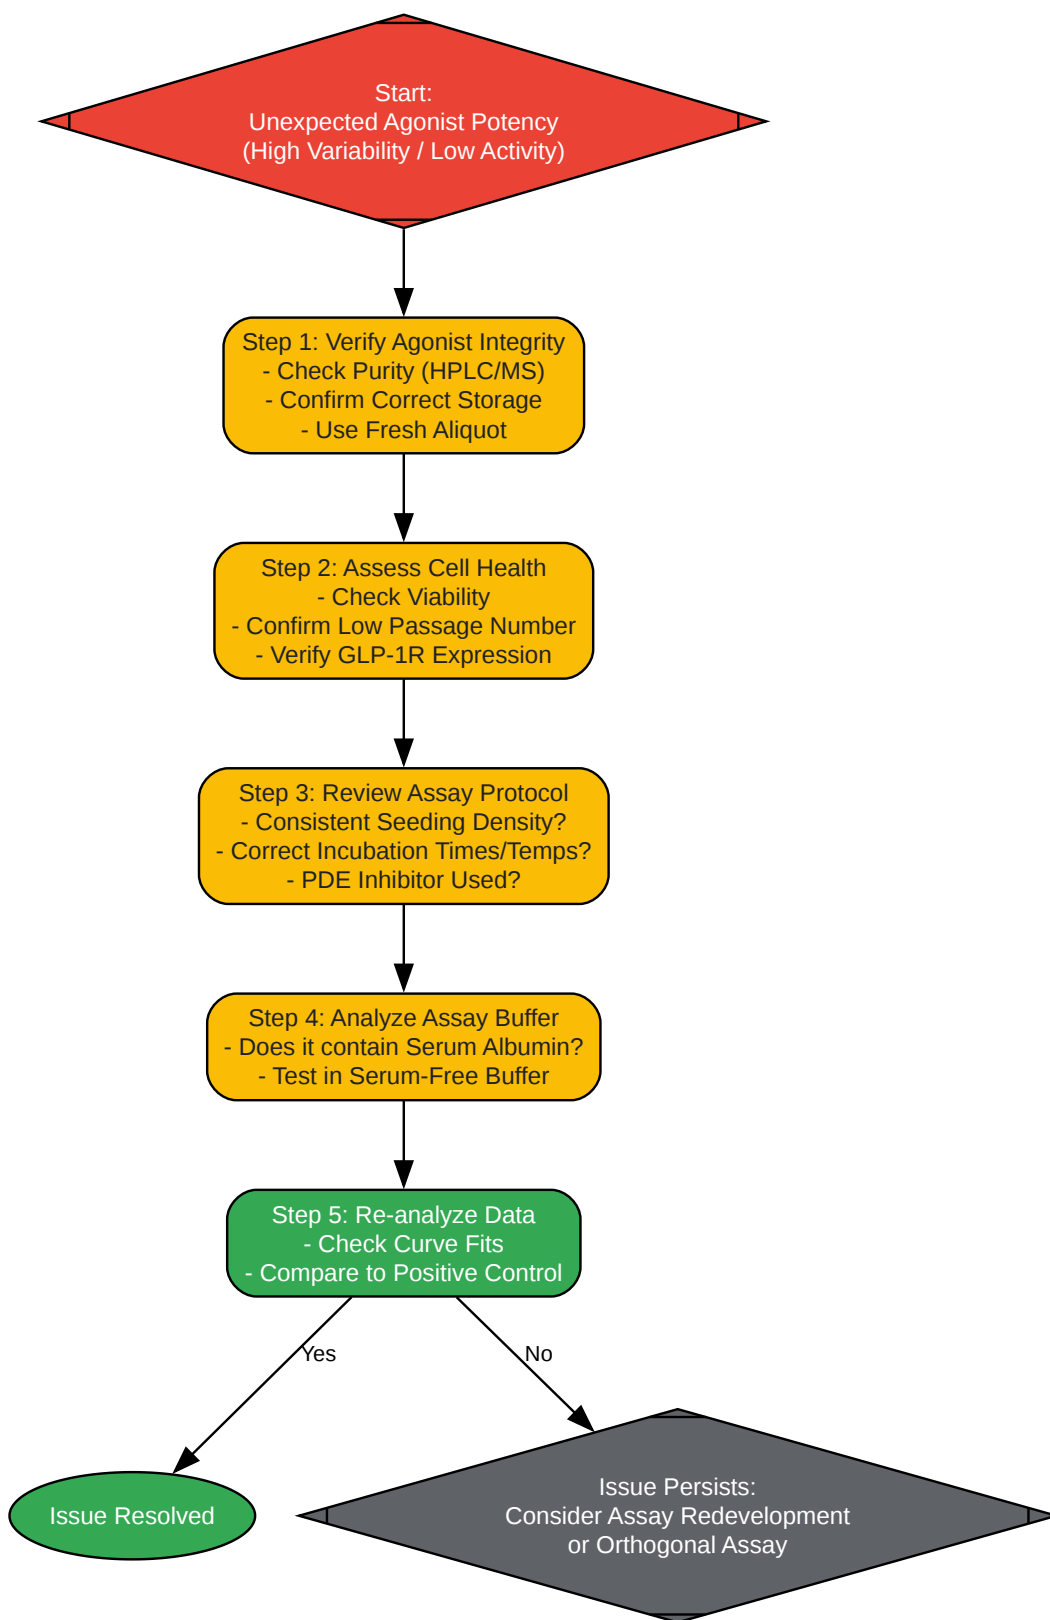 Start:
Unexpected Agonist Potency
(High Variability / Low Activity)
Step 1: Verify Agonist Integrity
- Check Purity (HPLC/MS)
- Confirm Correct Storage
- Use Fresh Aliquot
Step 2: Assess Cell Health
- Check Viability
- Confirm Low Passage Number
- Verify GLP-1R Expression
Step 3: Review Assay Protocol
- Consistent Seeding Density?
- Correct Incubation Times/Temps?
- PDE Inhibitor Used?
Step 4: Analyze Assay Buffer
- Does it contain Serum Albumin?
- Test in Serum-Free Buffer
Step 5: Re-analyze Data
- Check Curve Fits
- Compare to Positive Control
Yes
No
Issue Resolved
Issue Persists:
Consider Assay Redevelopment
or Orthogonal Assay